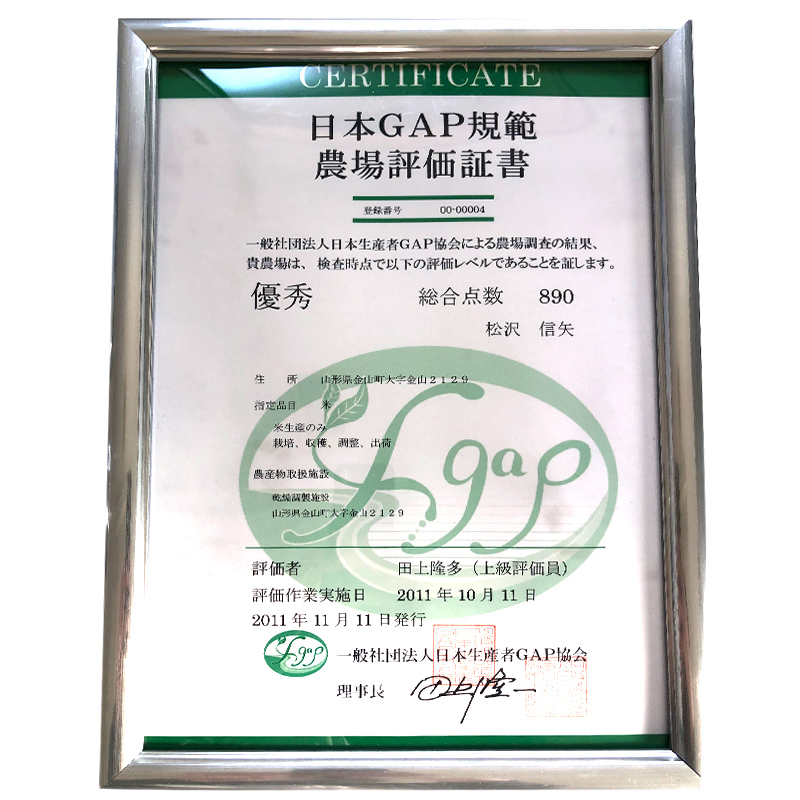 CERTIFICATE
日本GAP規範
農場評価証書
登録番号 00-00004
一般社団法人日本生産者GAP協会による農場調査の結果、
貴農場は、検査時点で以下の評価レベルであることを証します。
優秀 総合点数 890
松沢 信矢
住 所 山形県金山町大字金山2129
指定品目 米
米生産のみ
栽培、収穫、調整、出荷
農産物取扱施設
乾燥調製施設
山形県金山町大字金山2129
gap
評価者 田上隆多(上級評価員)
評価作業実施日 2011年10月11日
2011年11月11日発行
gap 一般社団法人日本生産者GAP協会
理事長 田上隆一